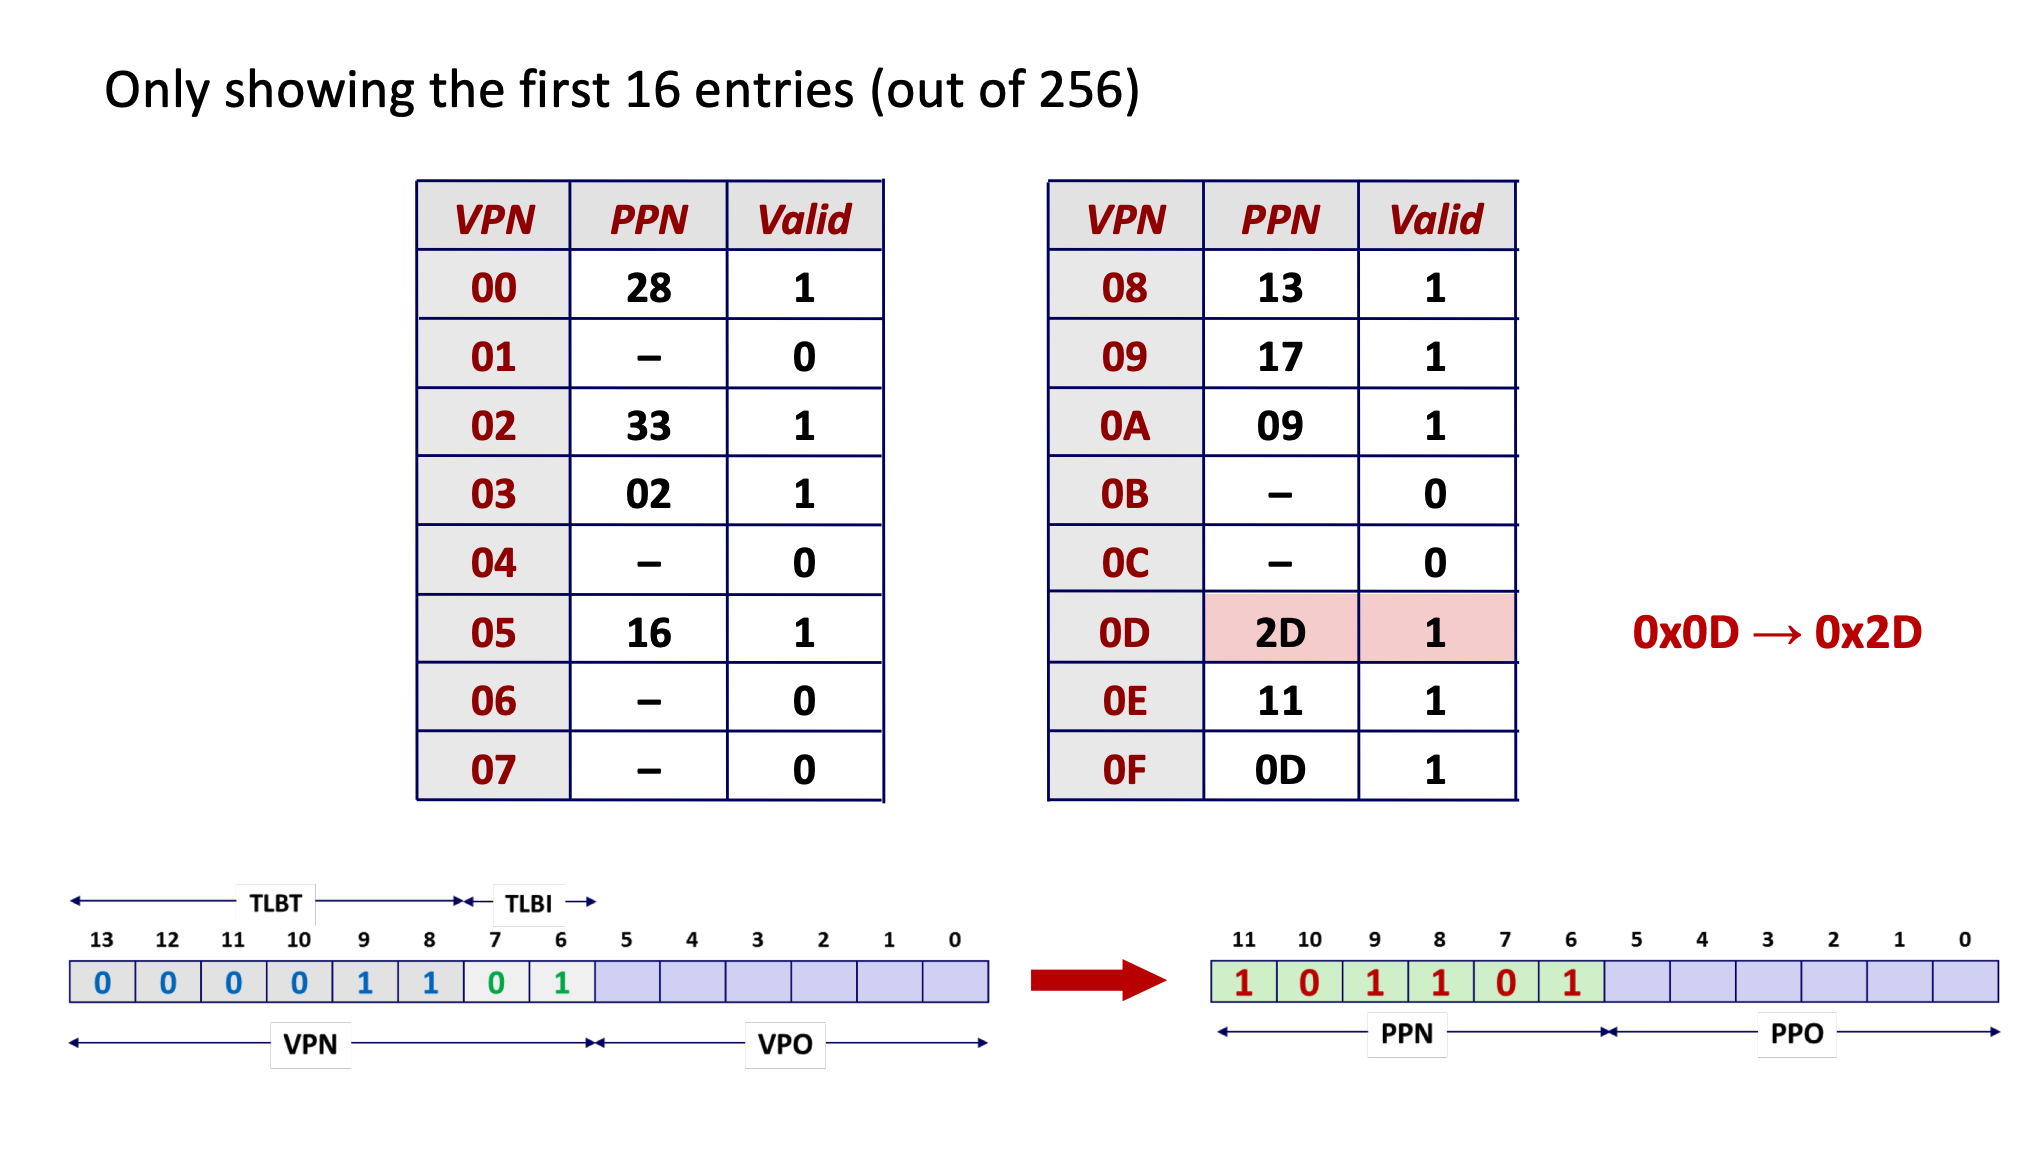 Only showing the first 16 entries (out of 256)
VPN PPN Valid
00 28 1
01 – 0
02 33 1
03 02 1
04 – 0
05 16 1
06 – 0
07 – 0
VPN PPN Valid
08 13 1
09 17 1
0A 09 1
0B – 0
0C – 0
0D 2D 1
0E 11 1
0F 0D 1
0x0D → 0x2D
TLBT TLBI
13 12 11 10 9 8 7 6 5 4 3 2 1 0
0 0 0 0 1 1 0 1
VPN VPO
11 10 9 8 7 6 5 4 3 2 1 0
1 0 1 1 0 1
PPN PPO